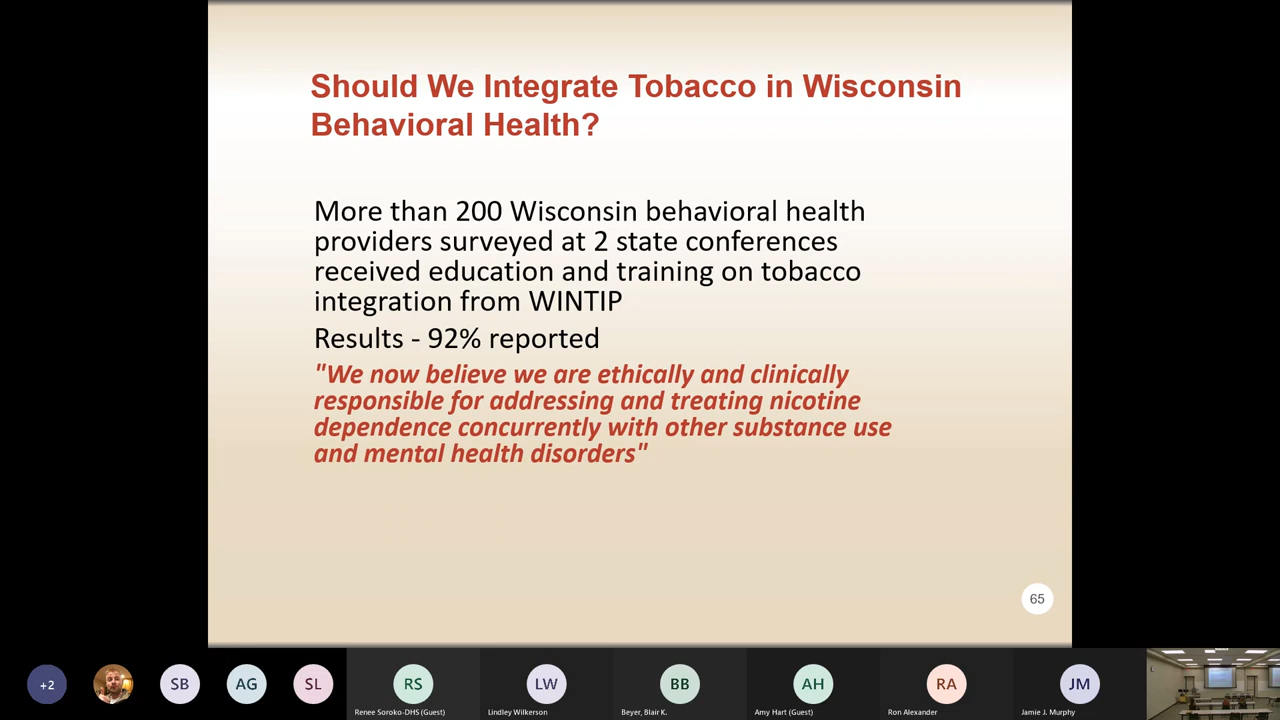 Should We Integrate Tobacco in Wisconsin
Behavioral Health?
More than 200 Wisconsin behavioral health
providers surveyed at 2 state conferences
received education and training on tobacco
integration from WINTIP
Results - 92% reported
"We now believe we are ethically and clinically
responsible for addressing and treating nicotine
dependence concurrently with other substance use
and mental health disorders"
65
+2
SB
AG
SL
RS
LW
BB
AH
RA
JM
Renee Soroko-DHS (Guest)
Lindley Wilkerson
Beyer, Blair K.
Amy Hart (Guest)
Ron Alexander
Jamie J. Murphy